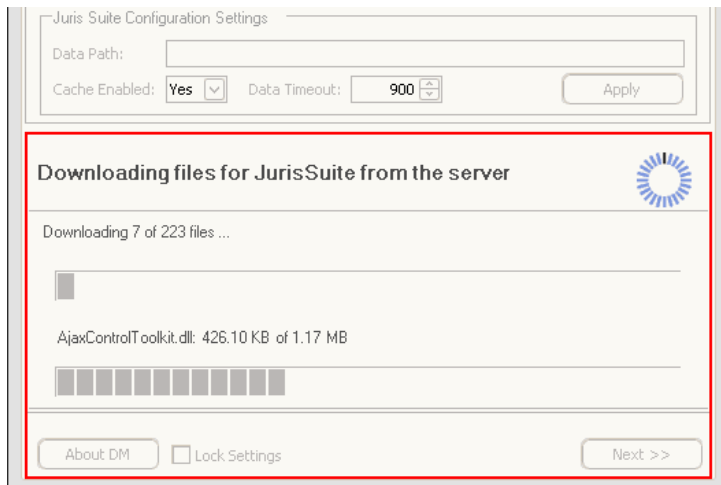 Juris Suite Configuration Settings
Data Path:
Cache Enabled: Yes Data Timeout: 900 Apply
Downloading files for JurisSuite from the server
Downloading 7 of 223 files ...
AjaxControlToolkit.dll: 426.10 KB of 1.17 MB
About DM Lock Settings Next >>